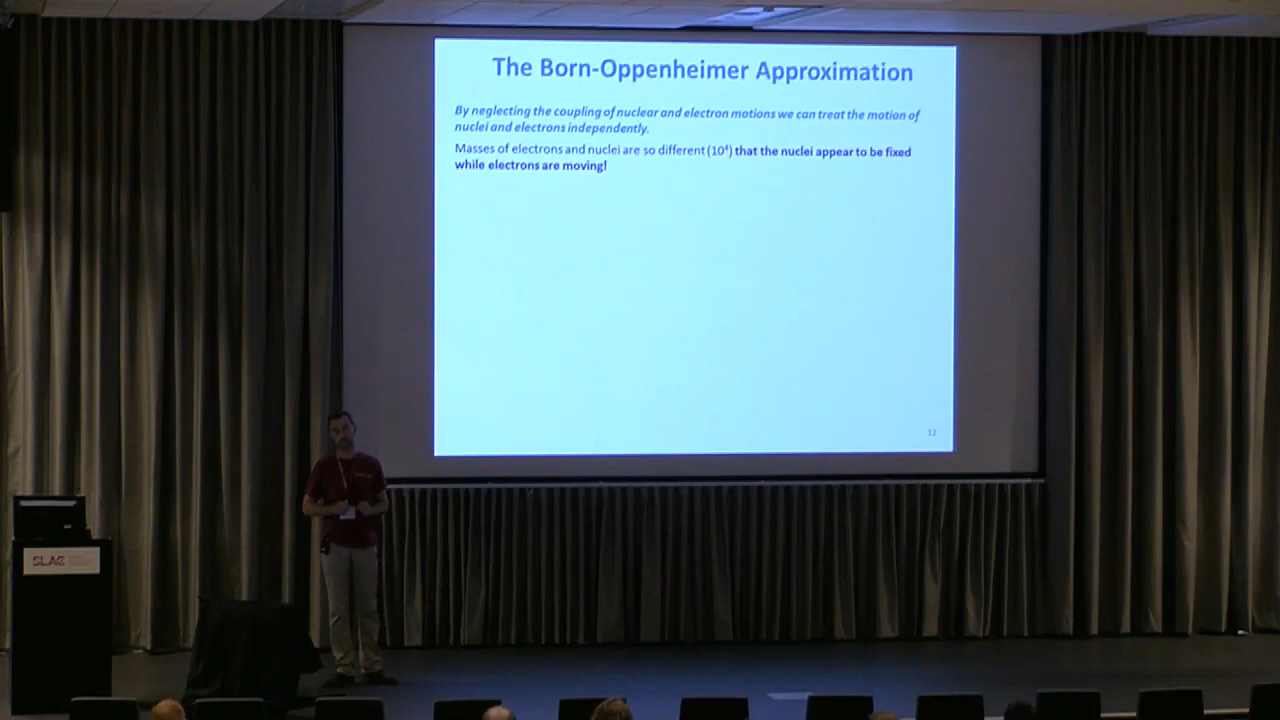 The Born-Oppenheimer Approximation
By neglecting the coupling of nuclear and electron motions we can treat the motion of
nuclei and electrons independently.
Masses of electrons and nuclei are so different (10⁴) that the nuclei appear to be fixed
while electrons are moving!
12
SLAC